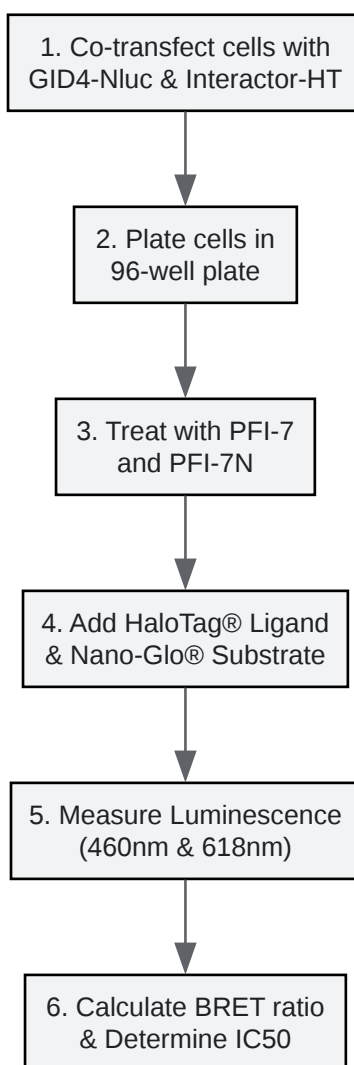 1. Co-transfect cells with
GID4-Nluc & Interactor-HT
2. Plate cells in
96-well plate
3. Treat with PFI-7
and PFI-7N
4. Add HaloTag® Ligand
& Nano-Glo® Substrate
5. Measure Luminescence
(460nm & 618nm)
6. Calculate BRET ratio
& Determine IC50